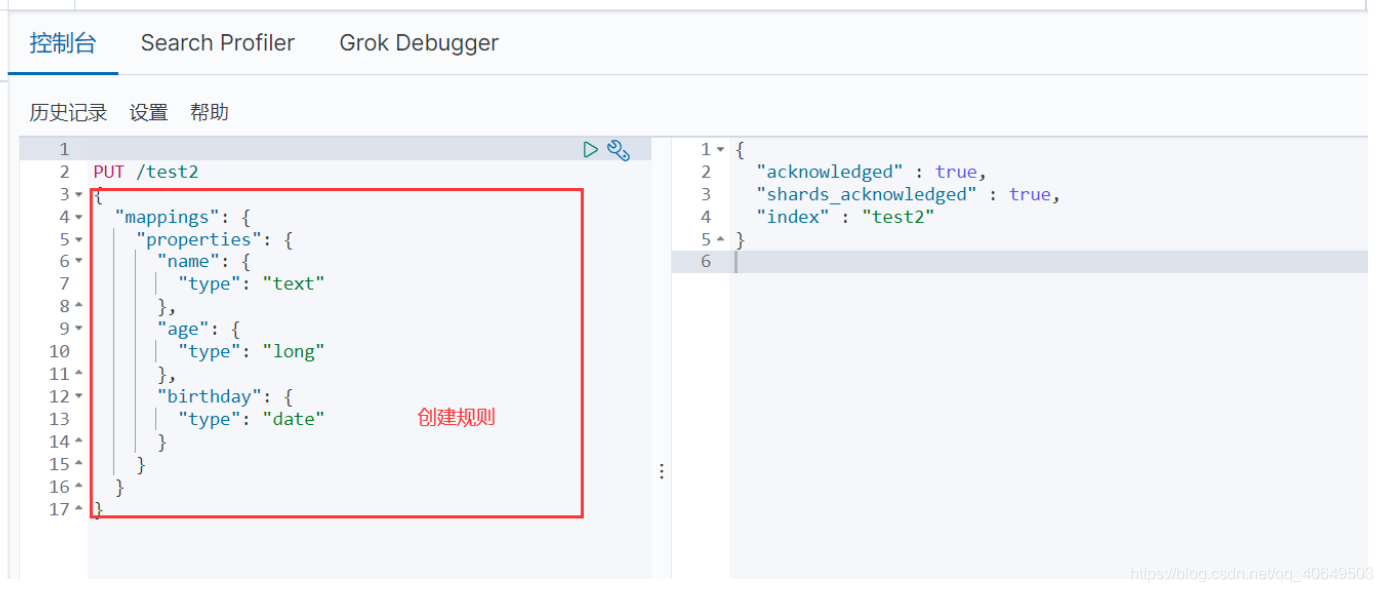 控制台 Search Profiler Grok Debugger
历史记录 设置 帮助
1
2 PUT /test2
3 {
4 "mappings": {
5 "properties": {
6 "name": {
7 "type": "text"
8 },
9 "age": {
10 "type": "long"
11 },
12 "birthday": {
13 "type": "date"
14 }
15 }
16 }
17 }
创建规则
1 {
2 "acknowledged" : true,
3 "shards_acknowledged" : true,
4 "index" : "test2"
5 }
6
https://blog.csdn.net/qq_40649503